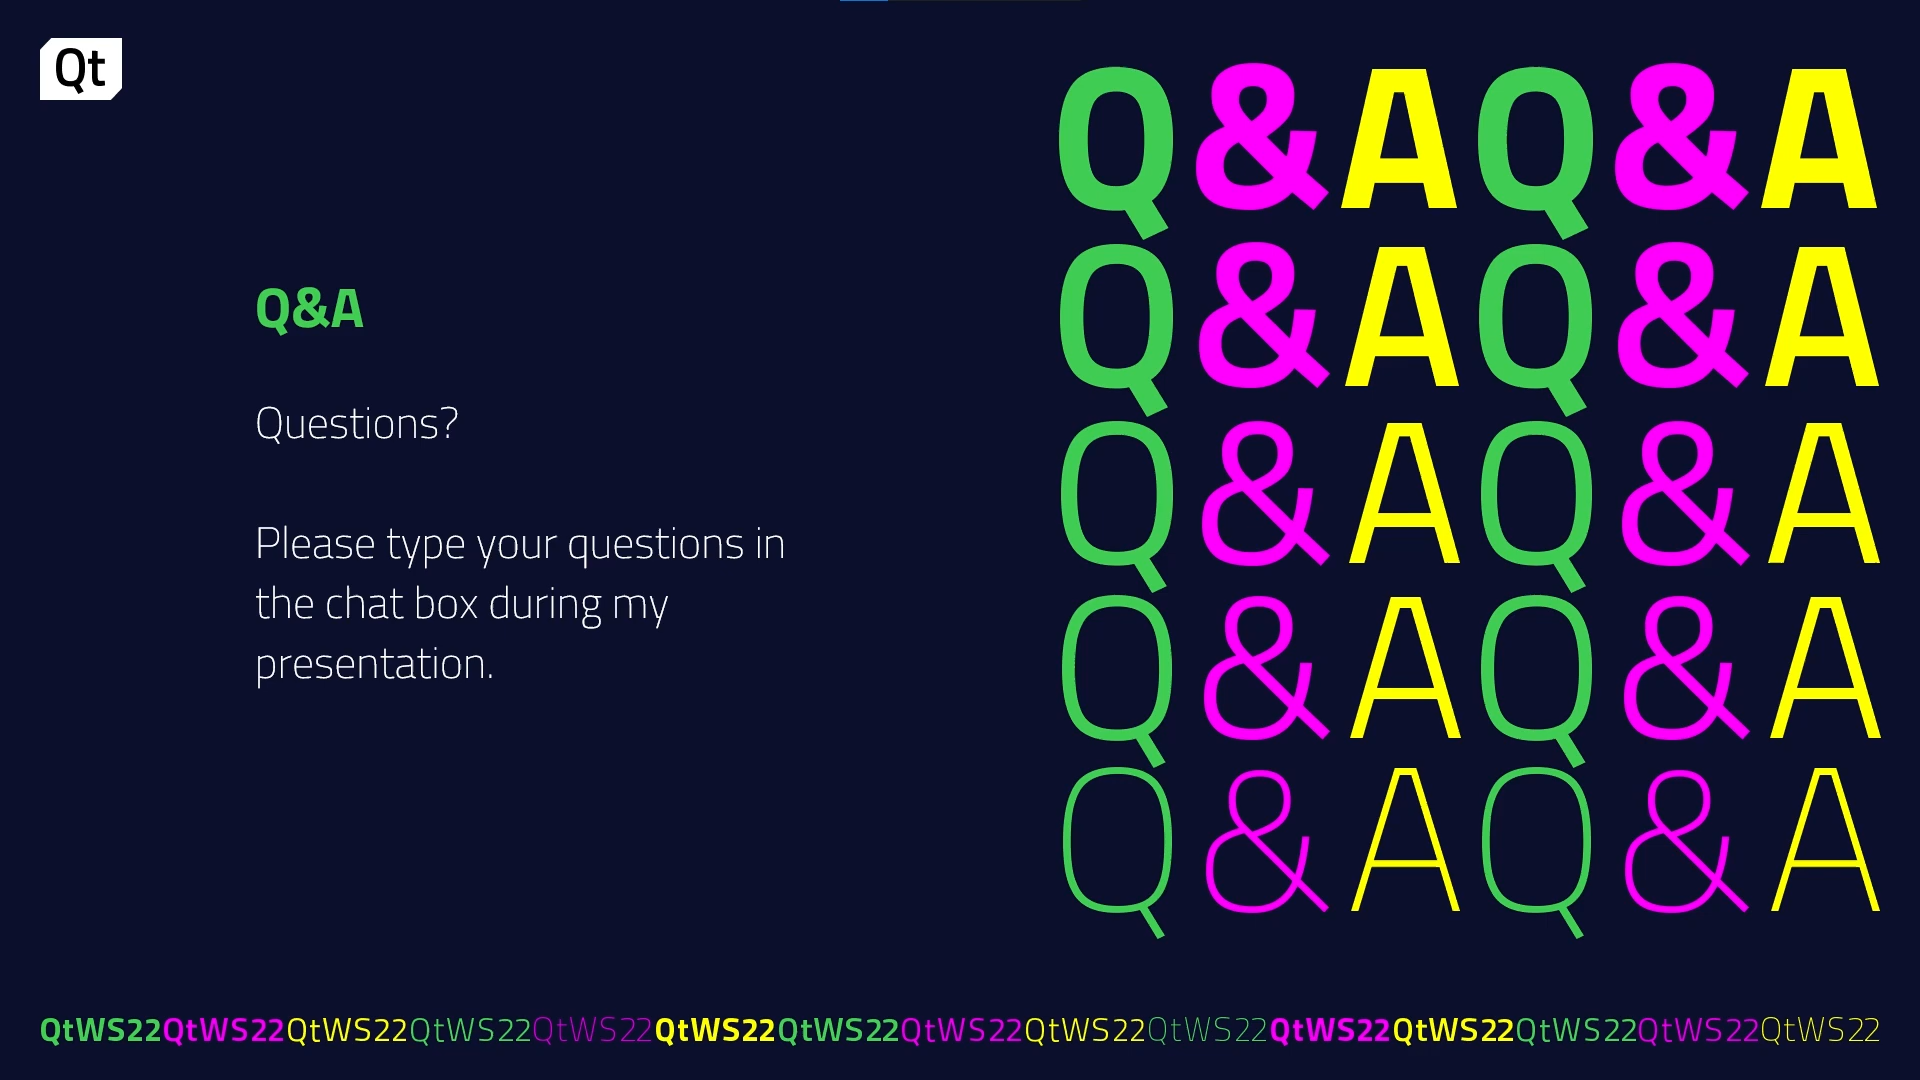 Qt
Q&A
Questions?
Please type your questions in
the chat box during my
presentation.
Q&AQ&A
Q&AQ&A
Q&AQ&A
Q&AQ&A
Q&AQ&A
QtWS22QtWS22QtWS22QtWS22QtWS22QtWS22QtWS22QtWS22QtWS22QtWS22QtWS22QtWS22QtWS22QtWS22QtWS22